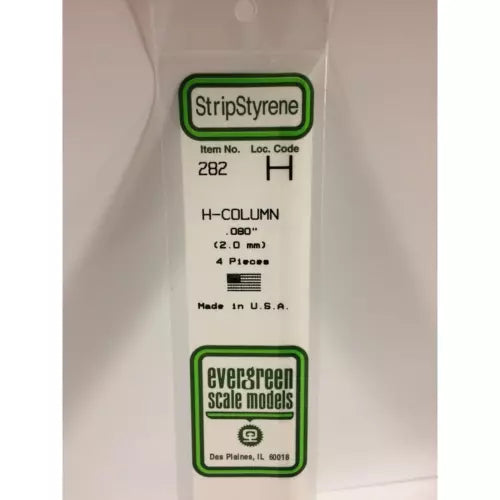 StripStyrene
Item No. Loc. Code
282 H
H-COLUMN
.080"
(2.0 mm)
4 Pieces
Made in U.S.A.
evergreen
scale models
Des Plaines, IL 60018